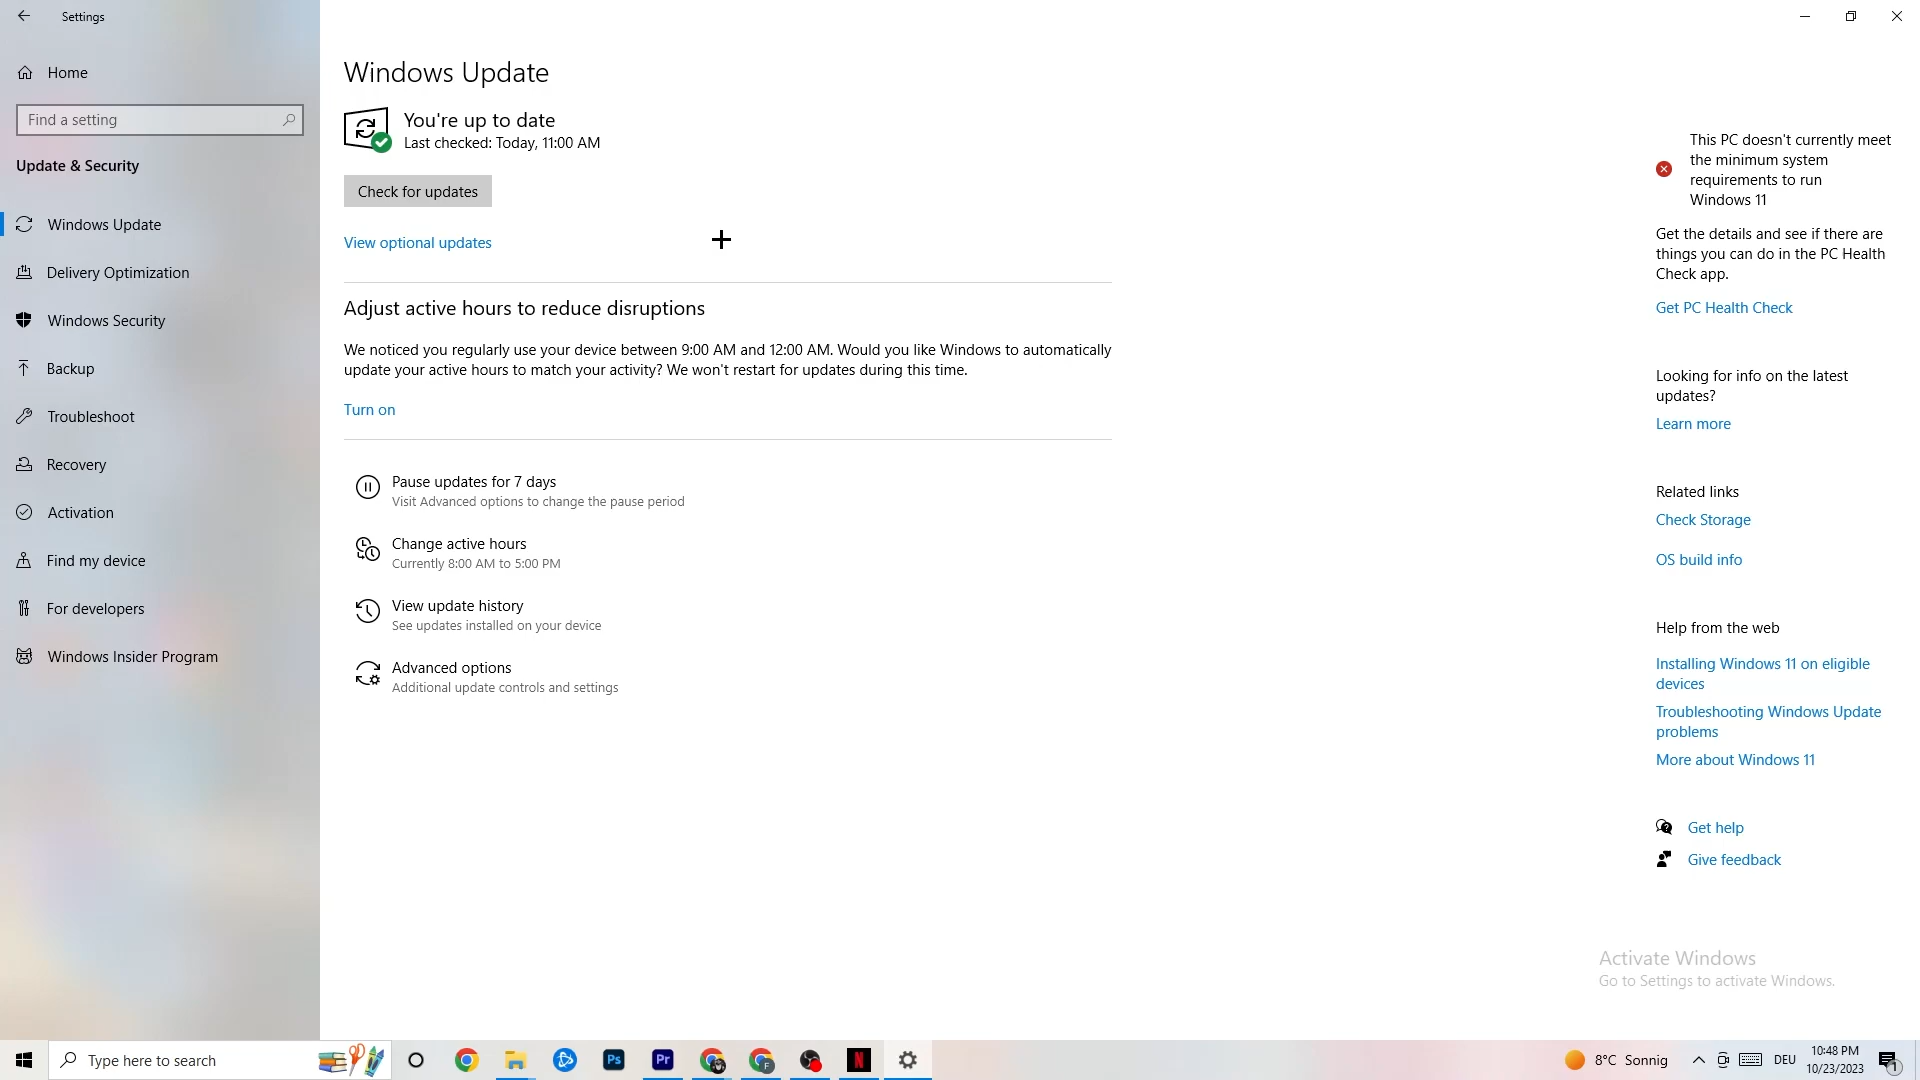 Settings
Home
Find a setting
Update & Security
Windows Update
Delivery Optimization
Windows Security
Backup
Troubleshoot
Recovery
Activation
Find my device
For developers
Windows Insider Program
Windows Update
You're up to date
Last checked: Today, 11:00 AM
Check for updates
View optional updates
Adjust active hours to reduce disruptions
We noticed you regularly use your device between 9:00 AM and 12:00 AM. Would you like Windows to automatically
update your active hours to match your activity? We won't restart for updates during this time.
Turn on
Pause updates for 7 days
Visit Advanced options to change the pause period
Change active hours
Currently 8:00 AM to 5:00 PM
View update history
See updates installed on your device
Advanced options
Additional update controls and settings
This PC doesn't currently meet
the minimum system
requirements to run
Windows 11
Get the details and see if there are
things you can do in the PC Health
Check app.
Get PC Health Check
Looking for info on the latest
updates?
Learn more
Related links
Check Storage
OS build info
Help from the web
Installing Windows 11 on eligible
devices
Troubleshooting Windows Update
problems
More about Windows 11
Get help
Give feedback
Activate Windows
Go to Settings to activate Windows.
Type here to search
Ps
Pr
F
N
8°C Sonnig
DEU
10:48 PM
10/23/2023
1